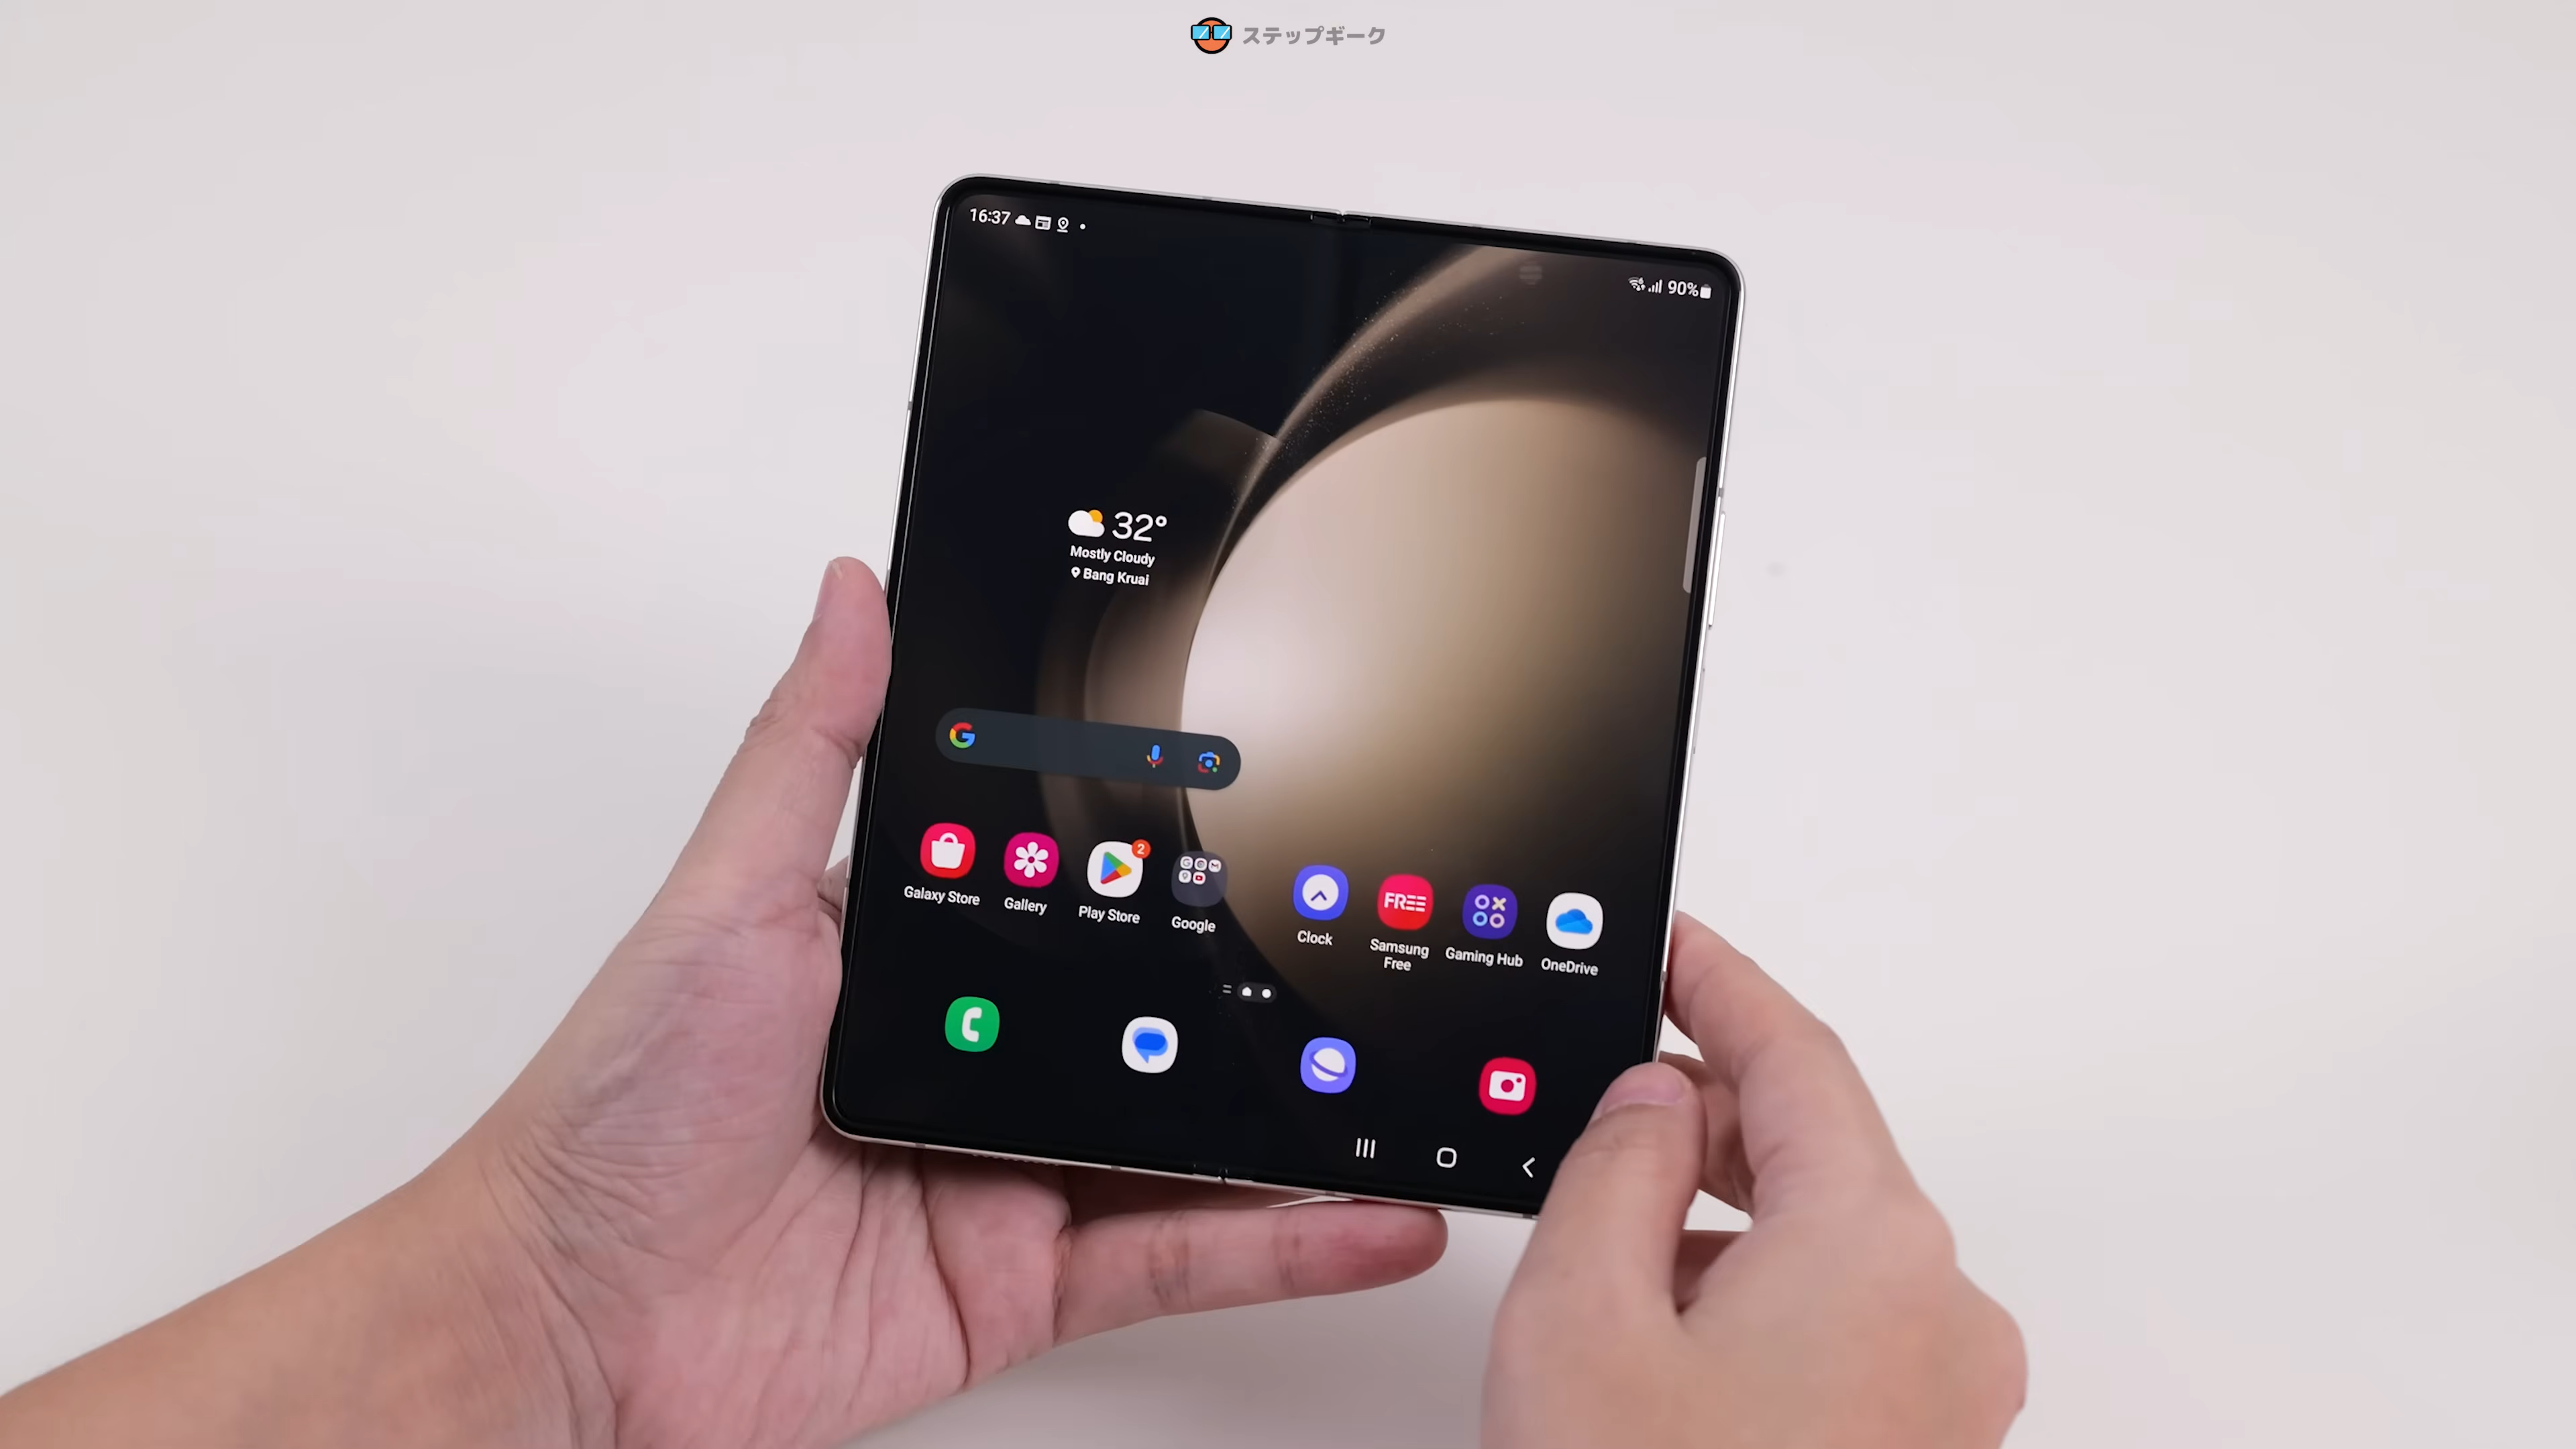 ステップギーク
16:37
90%
32°
Mostly Cloudy
Bang Kruai
Galaxy Store
Gallery
Play Store
2
Google
Clock
FREE
Samsung
Free
Gaming Hub
OneDrive